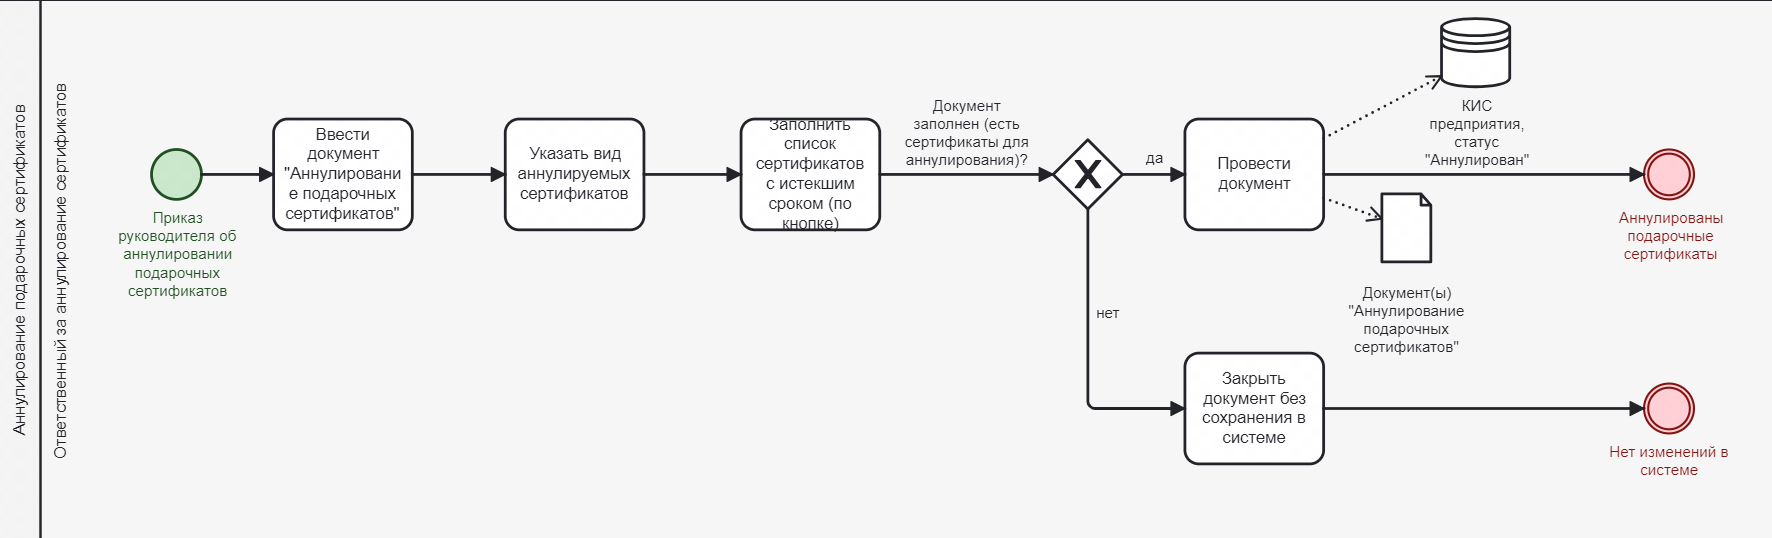 Аннулирование подарочных сертификатов
Ответственный за аннулирование сертификатов
Приказ
руководителя об
аннулировании
подарочных
сертификатов
Ввести
документ
"Аннулировани
е подарочных
сертификатов"
Указать вид
аннулируемых
сертификатов
Заполнить
список
сертификатов
с истекшим
сроком (по
кнопке)
Документ
заполнен (есть
сертификаты для
аннулирования)?
да
нет
Провести
документ
КИС
предприятия,
статус
"Аннулирован"
Документ(ы)
"Аннулирование
подарочных
сертификатов"
Аннулированы
подарочные
сертификаты
Закрыть
документ без
сохранения в
системе
Нет изменений в
системе